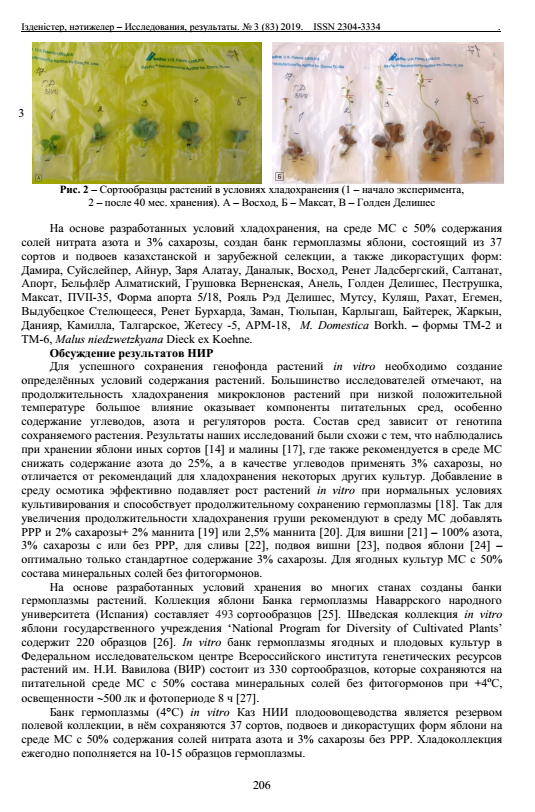 Ізденістер, нәтижелер – Исследования, результаты. № 3 (83) 2019.    ISSN 2304-3334                    .
3
Рис. 2 – Сортообразцы растений в условиях хладохранения (1 – начало эксперимента,
2 – после 40 мес. хранения). А – Восход, Б – Максат, В – Голден Делишес
На основе разработанных условий хладохранения, на среде МС с 50% содержания
солей нитрата азота и 3% сахарозы, создан банк гермоплазмы яблони, состоящий из 37
сортов и подвоев казахстанской и зарубежной селекции, а также дикорастущих форм:
Дамира, Суйслейпер, Айнур, Заря Алатау, Даналык, Восход, Ренет Ладсбергский, Салтанат,
Апорт, Бельфлёр Алматиский, Грушовка Верненская, Анель, Голден Делишес, Пеструшка,
Максат, ПVII-35, Форма апорта 5/18, Рояль Рэд Делишес, Мутсу, Куляш, Рахат, Егемен,
Выдубецкое Стелющееся, Ренет Бурхарда, Заман, Тюльпан, Карлыгаш, Байтерек, Жаркын,
Данияр, Камилла, Талгарское, Жетесу -5, АРМ-18,  M. Domestica Borkh. – формы ТМ-2 и
ТМ-6, Malus niedzwetzkyana Dieck ex Koehne.
Обсуждение результатов НИР
Для успешного сохранения генофонда растений in vitro необходимо создание
определённых условий содержания растений. Большинство исследователей отмечают, на
продолжительность хладохранения микроклонов растений при низкой положительной
температуре большое влияние оказывает компоненты питательных сред, особенно
содержание углеводов, азота и регуляторов роста. Состав сред зависит от генотипа
сохраняемого растения. Результаты наших исследований были схожи с тем, что наблюдались
при хранении яблони иных сортов [14] и малины [17], где также рекомендуется в среде МС
снижать содержание азота до 25%, а в качестве углеводов применять 3% сахарозы, но
отличается от рекомендаций для хладохранения некоторых других культур. Добавление в
среду осмотика эффективно подавляет рост растений in vitro при нормальных условиях
культивирования и способствует продолжительному сохранению гермоплазмы [18]. Так для
увеличения продолжительности хладохранения груши рекомендуют в среду МС добавлять
РРР и 2% сахарозы+ 2% маннита [19] или 2,5% маннита [20]. Для вишни [21] – 100% азота,
3% сахарозы с или без РРР, для сливы [22], подвоя вишни [23], подвоя яблони [24] –
оптимально только стандартное содержание 3% сахарозы. Для ягодных культур МС с 50%
состава минеральных солей без фитогормонов.
На основе разработанных условий хранения во многих станах созданы банки
гермоплазмы растений. Коллекция яблони Банка гермоплазмы Наваррского народного
университета (Испания) составляет 493 сортообразцов [25]. Шведская коллекция in vitro
яблони государственного учреждения ‘National Program for Diversity of Cultivated Plants’
содержит 220 образцов [26]. In vitro банк гермоплазмы ягодных и плодовых культур в
Федеральном исследовательском центре Всероссийского института генетических ресурсов
растений им. Н.И. Вавилова (ВИР) состоит из 330 сортообразцов, которые сохраняются на
питательной среде МС с 50% состава минеральных солей без фитогормонов при +4°С,
освещенности ~500 лк и фотопериоде 8 ч [27].
Банк гермоплазмы (4°С) in vitro Каз НИИ плодоовощеводства является резервом
полевой коллекции, в нём сохраняются 37 сортов, подвоев и дикорастущих форм яблони на
среде МС с 50% содержания солей нитрата азота и 3% сахарозы без РРР. Хладоколлекция
ежегодно пополняется на 10-15 образцов гермоплазмы.
206